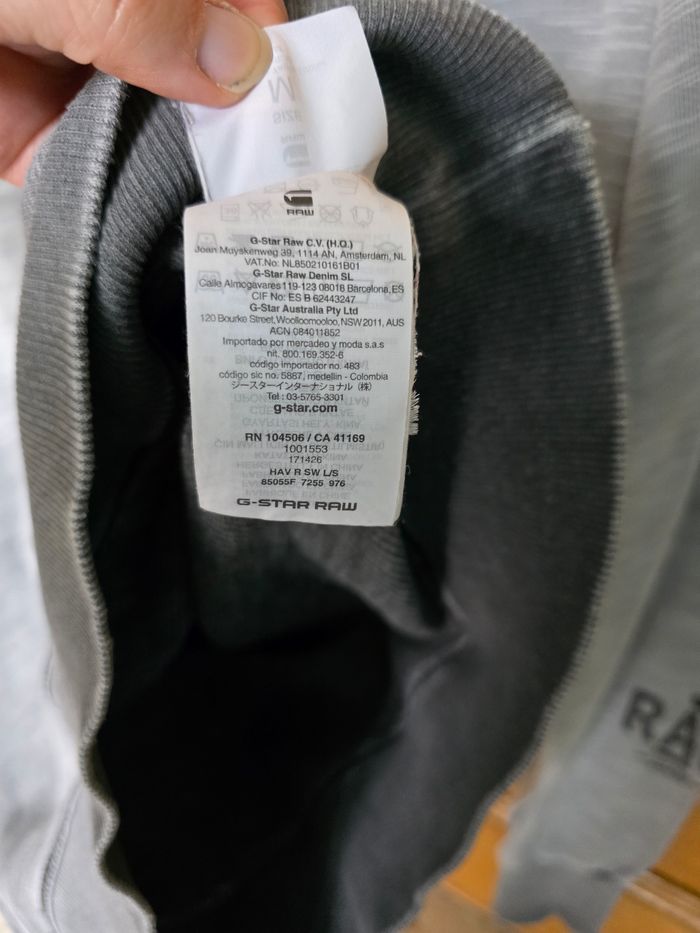 RAW
G-Star Raw C.V. (H.Q.)
Joan Muyskenweg 39, 1114 AN, Amsterdam, NL
VAT.No: NL850210161B01
G-Star Raw Denim SL
Calle Almogavares 119-123 08018 Barcelona, ES
CIF No: ES B 62443247
G-Star Australia Pty Ltd
120 Bourke Street, Woolloomooloo, NSW 2011, AUS
ACN 084011852
Importado por mercadeo y moda s.a.s
nit. 800.169.352-6
código importador no. 483
código sic no. 5887, medellin - Colombia
ジースターインターナショナル (株)
Tel : 03-5765-3301
g-star.com
RN 104506 / CA 41169
1001553
171426
HAV R SW L/S
85055F 7255 976
G-STAR RAW
SIZE M
RAW